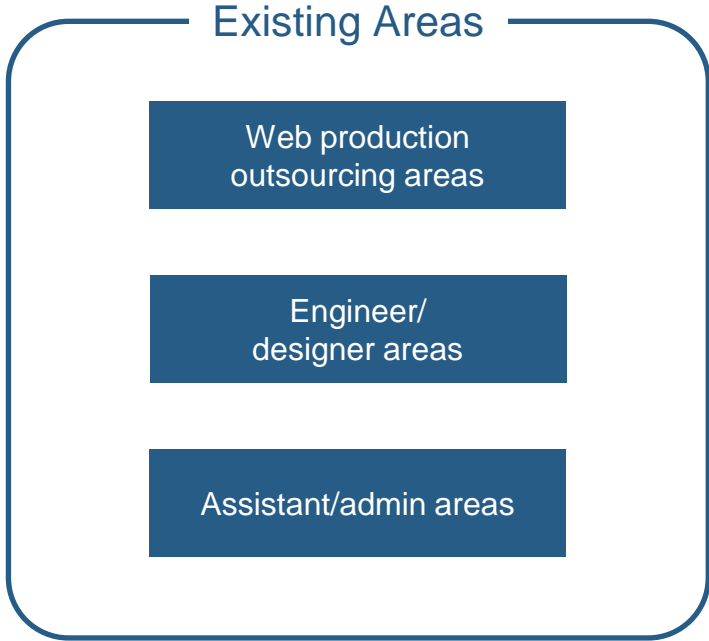 Existing Areas
Web production
outsourcing areas
Engineer/
designer areas
Assistant/admin areas